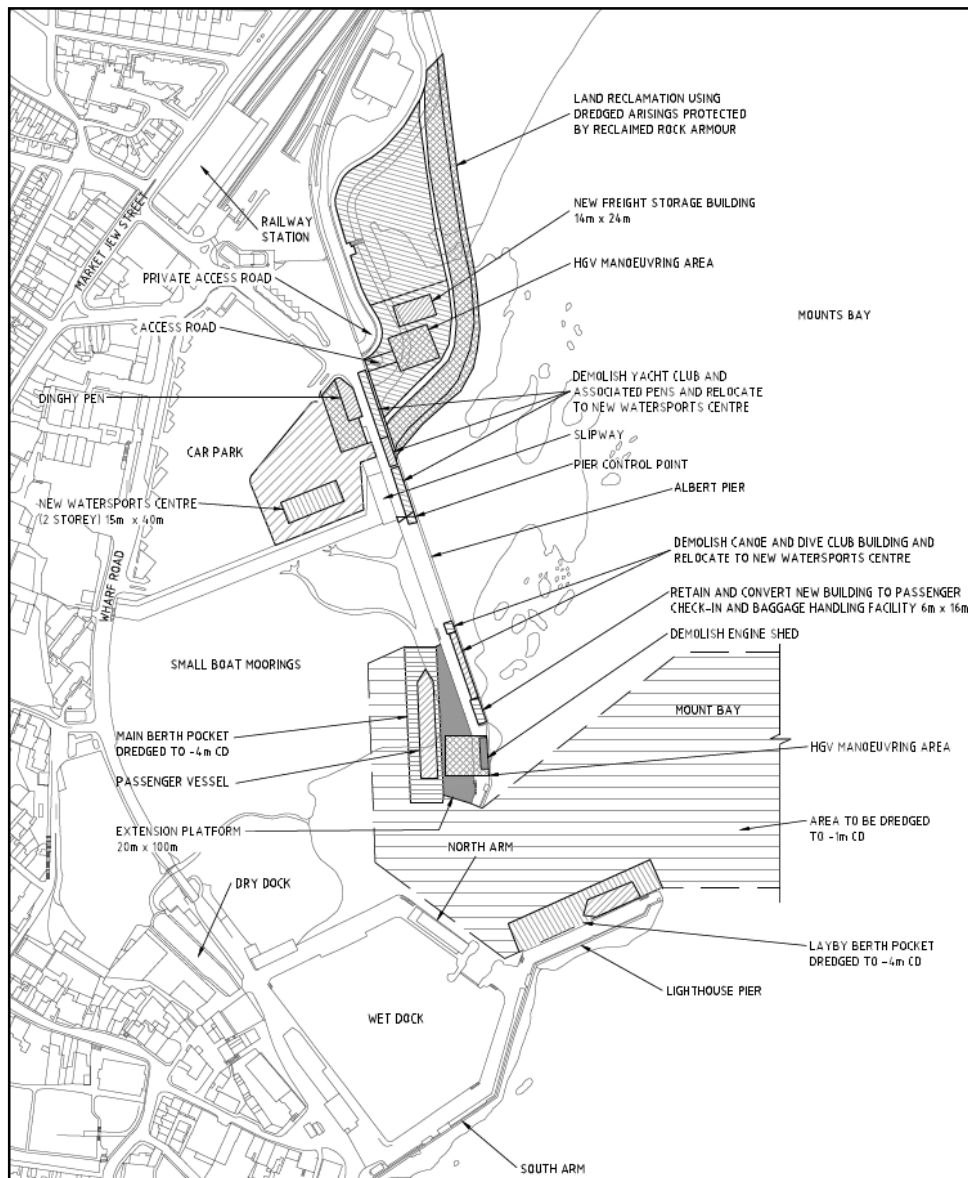 LAND RECLAMATION USING
DREDGED ARISINGS PROTECTED
BY RECLAIMED ROCK ARMOUR
NEW FREIGHT STORAGE BUILDING
14m x 24m
MARKET JEW STREET
RAILWAY
STATION
HGV MANOEUVRING AREA
PRIVATE ACCESS ROAD
MOUNTS BAY
ACCESS ROAD
DEMOLISH YACHT CLUB AND
ASSOCIATED PENS AND RELOCATE
TO NEW WATERSPORTS CENTRE
DINGHY PEN
SLIPWAY
CAR PARK
PIER CONTROL POINT
ALBERT PIER
NEW WATERSPORTS CENTRE
(2 STOREY) 15m x 40m
DEMOLISH CANOE AND DIVE CLUB BUILDING AND
RELOCATE TO NEW WATERSPORTS CENTRE
WHARF ROAD
RETAIN AND CONVERT NEW BUILDING TO PASSENGER
CHECK-IN AND BAGGAGE HANDLING FACILITY 6m x 16m
DEMOLISH ENGINE SHED
SMALL BOAT MOORINGS
MOUNT BAY
MAIN BERTH POCKET
DREDGED TO -4m CD
HGV MANOEUVRING AREA
PASSENGER VESSEL
EXTENSION PLATFORM
20m x 100m
AREA TO BE DREDGED
TO -1m CD
NORTH ARM
DRY DOCK
LAYBY BERTH POCKET
DREDGED TO -4m CD
LIGHTHOUSE PIER
WET DOCK
SOUTH ARM